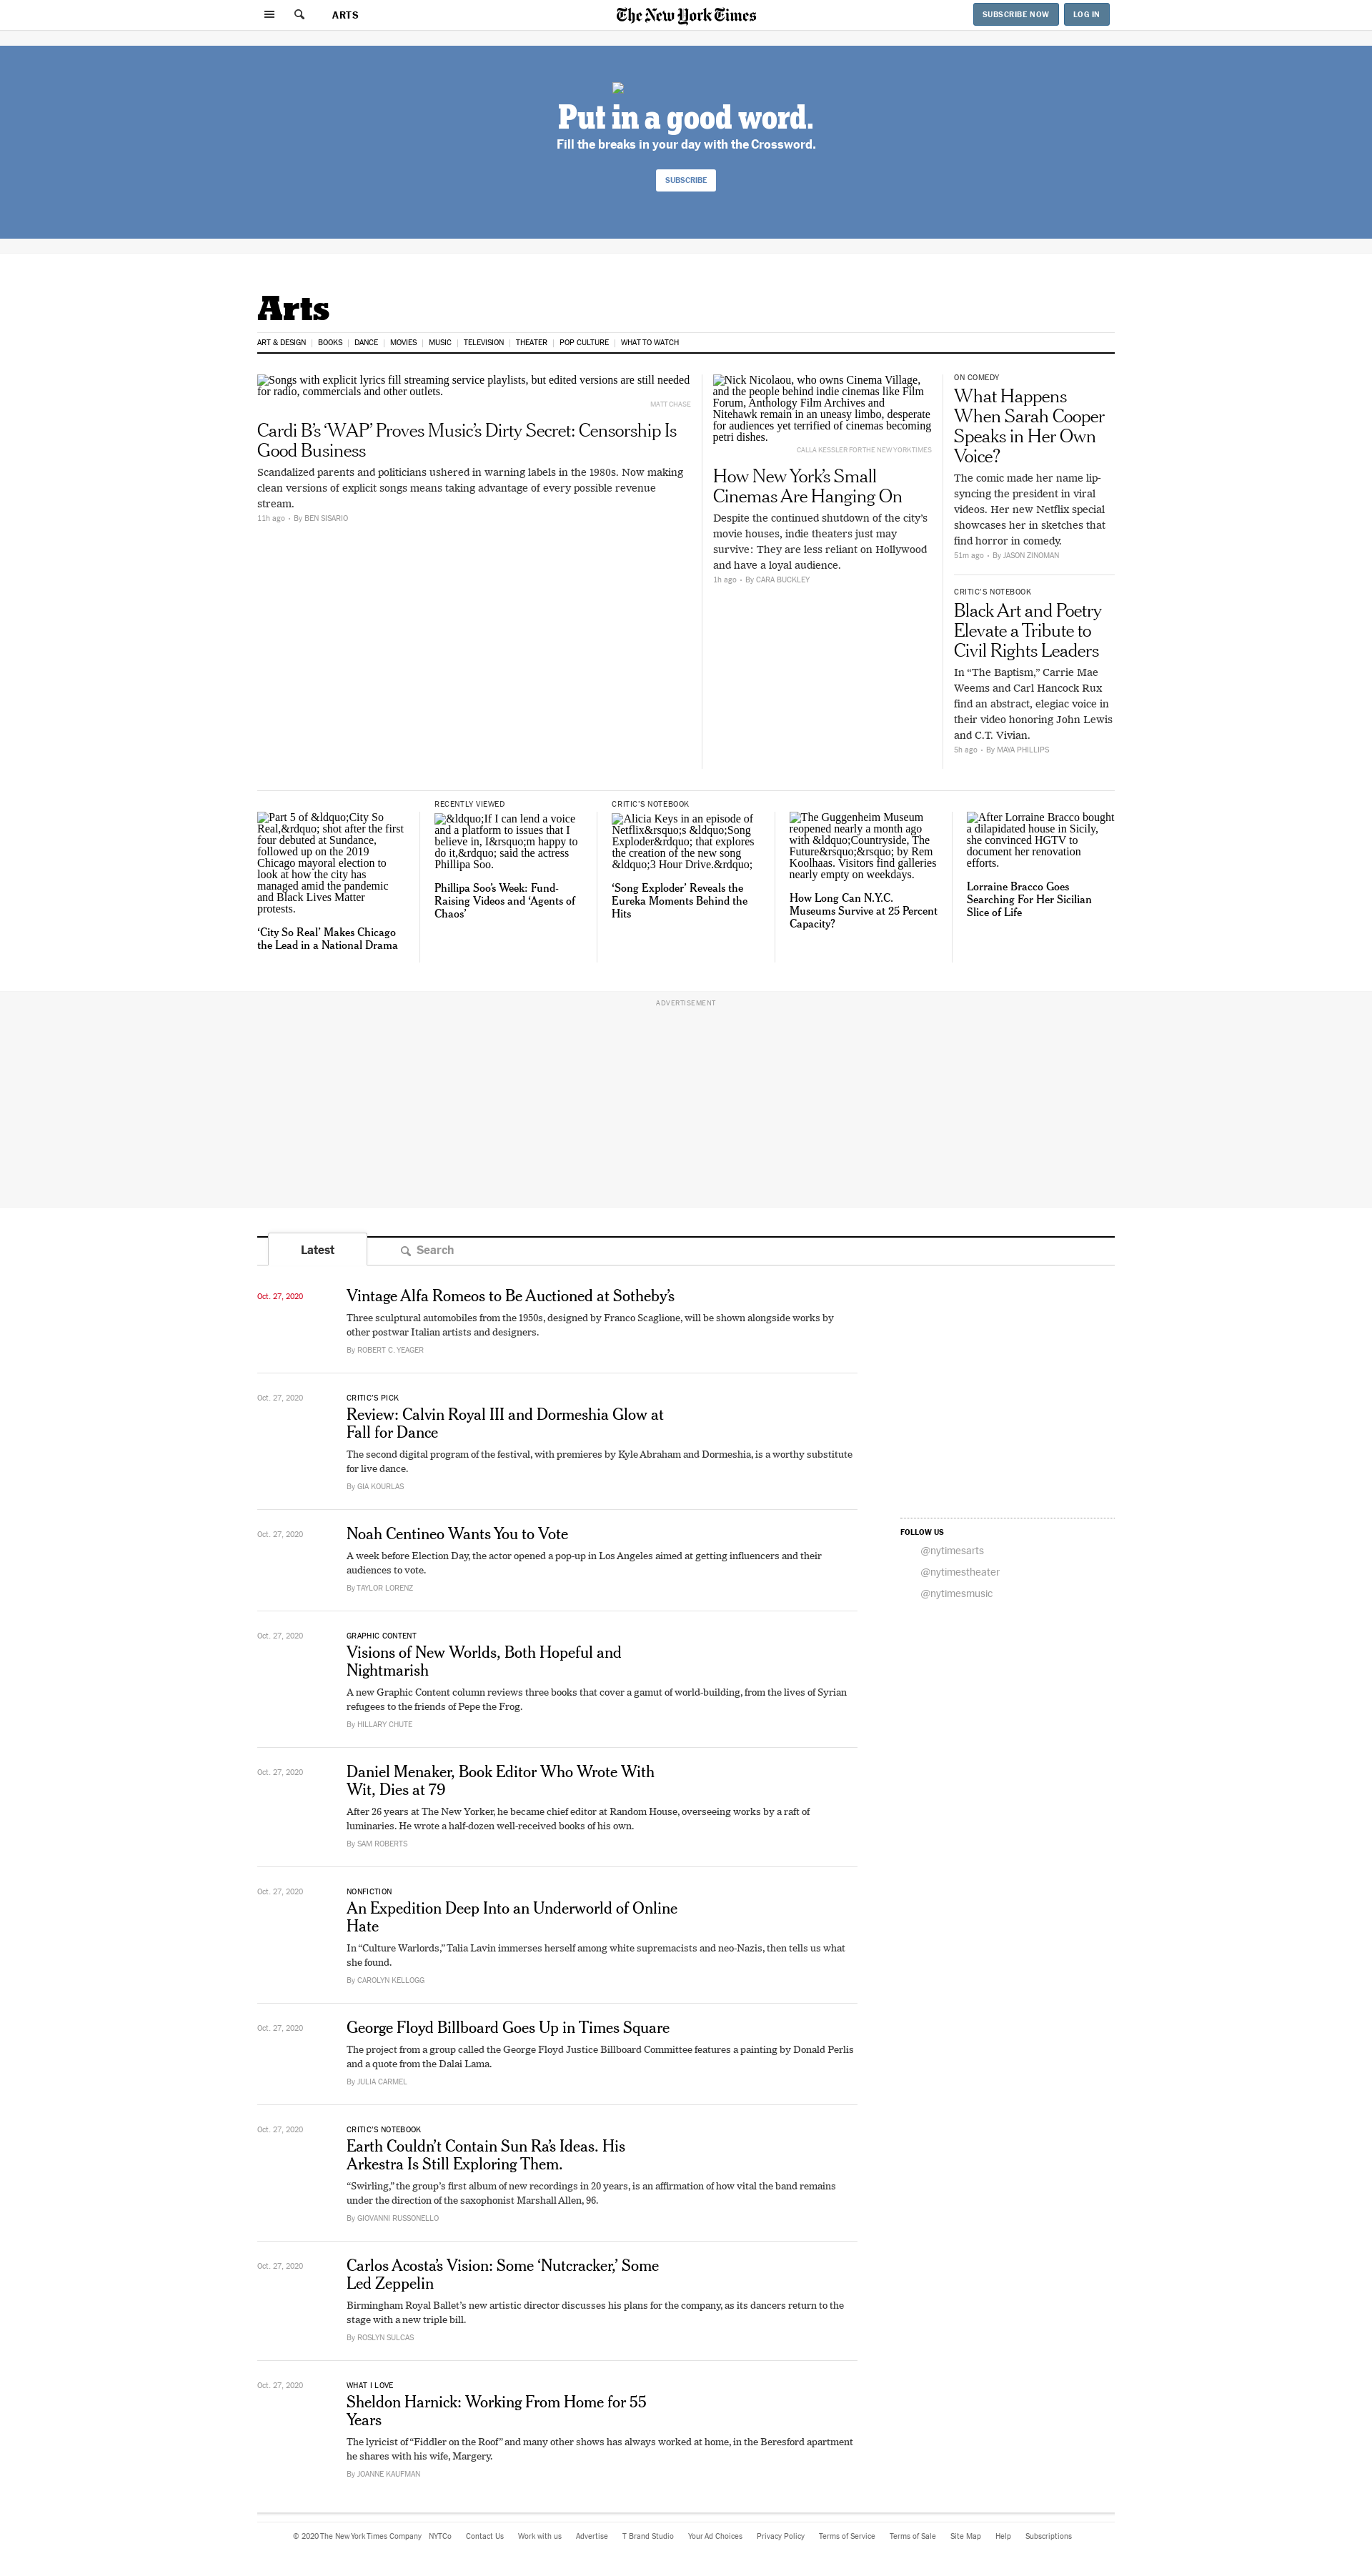 ARTS
The New York Times
SUBSCRIBE NOW
LOG IN
Put in a good word.
Fill the breaks in your day with the Crossword.
SUBSCRIBE
Arts
ART & DESIGN | BOOKS | DANCE | MOVIES | MUSIC | TELEVISION | THEATER | POP CULTURE | WHAT TO WATCH
Songs with explicit lyrics fill streaming service playlists, but edited versions are still needed
for radio, commercials and other outlets.
MATT CHASE
Cardi B’s ‘WAP’ Proves Music’s Dirty Secret: Censorship Is
Good Business
Scandalized parents and politicians ushered in warning labels in the 1980s. Now making
clean versions of explicit songs means taking advantage of every possible revenue
stream.
11h ago • By BEN SISARIO
Nick Nicolaou, who owns Cinema Village,
and the people behind indie cinemas like Film
Forum, Anthology Film Archives and
Nitehawk remain in an uneasy limbo, desperate
for audiences yet terrified of cinemas becoming
petri dishes.
CALLA KESSLER FOR THE NEW YORK TIMES
How New York’s Small
Cinemas Are Hanging On
Despite the continued shutdown of the city’s
movie houses, indie theaters just may
survive: They are less reliant on Hollywood
and have a loyal audience.
1h ago • By CARA BUCKLEY
ON COMEDY
What Happens
When Sarah Cooper
Speaks in Her Own
Voice?
The comic made her name lip-
syncing the president in viral
videos. Her new Netflix special
showcases her in sketches that
find horror in comedy.
51m ago • By JASON ZINOMAN
CRITIC’S NOTEBOOK
Black Art and Poetry
Elevate a Tribute to
Civil Rights Leaders
In “The Baptism,” Carrie Mae
Weems and Carl Hancock Rux
find an abstract, elegiac voice in
their video honoring John Lewis
and C.T. Vivian.
5h ago • By MAYA PHILLIPS
Part 5 of &ldquo;City So
Real,&rdquo; shot after the first
four debuted at Sundance,
followed up on the 2019
Chicago mayoral election to
look at how the city has
managed amid the pandemic
and Black Lives Matter
protests.
‘City So Real’ Makes Chicago
the Lead in a National Drama
RECENTLY VIEWED
&ldquo;If I can lend a voice
and a platform to issues that I
believe in, I&rsquo;m happy to
do it,&rdquo; said the actress
Phillipa Soo.
Phillipa Soo’s Week: Fund-
Raising Videos and ‘Agents of
Chaos’
CRITIC’S NOTEBOOK
Alicia Keys in an episode of
Netflix&rsquo;s &ldquo;Song
Exploder&rdquo; that explores
the creation of the new song
&ldquo;3 Hour Drive.&rdquo;
‘Song Exploder’ Reveals the
Eureka Moments Behind the
Hits
The Guggenheim Museum
reopened nearly a month ago
with &ldquo;Countryside, The
Future&rsquo;&rsquo; by Rem
Koolhaas. Visitors find galleries
nearly empty on weekdays.
How Long Can N.Y.C.
Museums Survive at 25 Percent
Capacity?
After Lorraine Bracco bought
a dilapidated house in Sicily,
she convinced HGTV to
document her renovation
efforts.
Lorraine Bracco Goes
Searching For Her Sicilian
Slice of Life
ADVERTISEMENT
Latest
Search
Oct. 27, 2020
Vintage Alfa Romeos to Be Auctioned at Sotheby’s
Three sculptural automobiles from the 1950s, designed by Franco Scaglione, will be shown alongside works by
other postwar Italian artists and designers.
By ROBERT C. YEAGER
Oct. 27, 2020
CRITIC’S PICK
Review: Calvin Royal III and Dormeshia Glow at
Fall for Dance
The second digital program of the festival, with premieres by Kyle Abraham and Dormeshia, is a worthy substitute
for live dance.
By GIA KOURLAS
Oct. 27, 2020
Noah Centineo Wants You to Vote
A week before Election Day, the actor opened a pop-up in Los Angeles aimed at getting influencers and their
audiences to vote.
By TAYLOR LORENZ
FOLLOW US
@nytimesarts
@nytimestheater
@nytimesmusic
Oct. 27, 2020
GRAPHIC CONTENT
Visions of New Worlds, Both Hopeful and
Nightmarish
A new Graphic Content column reviews three books that cover a gamut of world-building, from the lives of Syrian
refugees to the friends of Pepe the Frog.
By HILLARY CHUTE
Oct. 27, 2020
Daniel Menaker, Book Editor Who Wrote With
Wit, Dies at 79
After 26 years at The New Yorker, he became chief editor at Random House, overseeing works by a raft of
luminaries. He wrote a half-dozen well-received books of his own.
By SAM ROBERTS
Oct. 27, 2020
NONFICTION
An Expedition Deep Into an Underworld of Online
Hate
In “Culture Warlords,” Talia Lavin immerses herself among white supremacists and neo-Nazis, then tells us what
she found.
By CAROLYN KELLOGG
Oct. 27, 2020
George Floyd Billboard Goes Up in Times Square
The project from a group called the George Floyd Justice Billboard Committee features a painting by Donald Perlis
and a quote from the Dalai Lama.
By JULIA CARMEL
Oct. 27, 2020
CRITIC’S NOTEBOOK
Earth Couldn’t Contain Sun Ra’s Ideas. His
Arkestra Is Still Exploring Them.
“Swirling,” the group’s first album of new recordings in 20 years, is an affirmation of how vital the band remains
under the direction of the saxophonist Marshall Allen, 96.
By GIOVANNI RUSSONELLO
Oct. 27, 2020
Carlos Acosta’s Vision: Some ‘Nutcracker,’ Some
Led Zeppelin
Birmingham Royal Ballet’s new artistic director discusses his plans for the company, as its dancers return to the
stage with a new triple bill.
By ROSLYN SULCAS
Oct. 27, 2020
WHAT I LOVE
Sheldon Harnick: Working From Home for 55
Years
The lyricist of “Fiddler on the Roof” and many other shows has always worked at home, in the Beresford apartment
he shares with his wife, Margery.
By JOANNE KAUFMAN
© 2020 The New York Times Company NYTCo Contact Us Work with us Advertise T Brand Studio Your Ad Choices Privacy Policy Terms of Service Terms of Sale Site Map Help Subscriptions